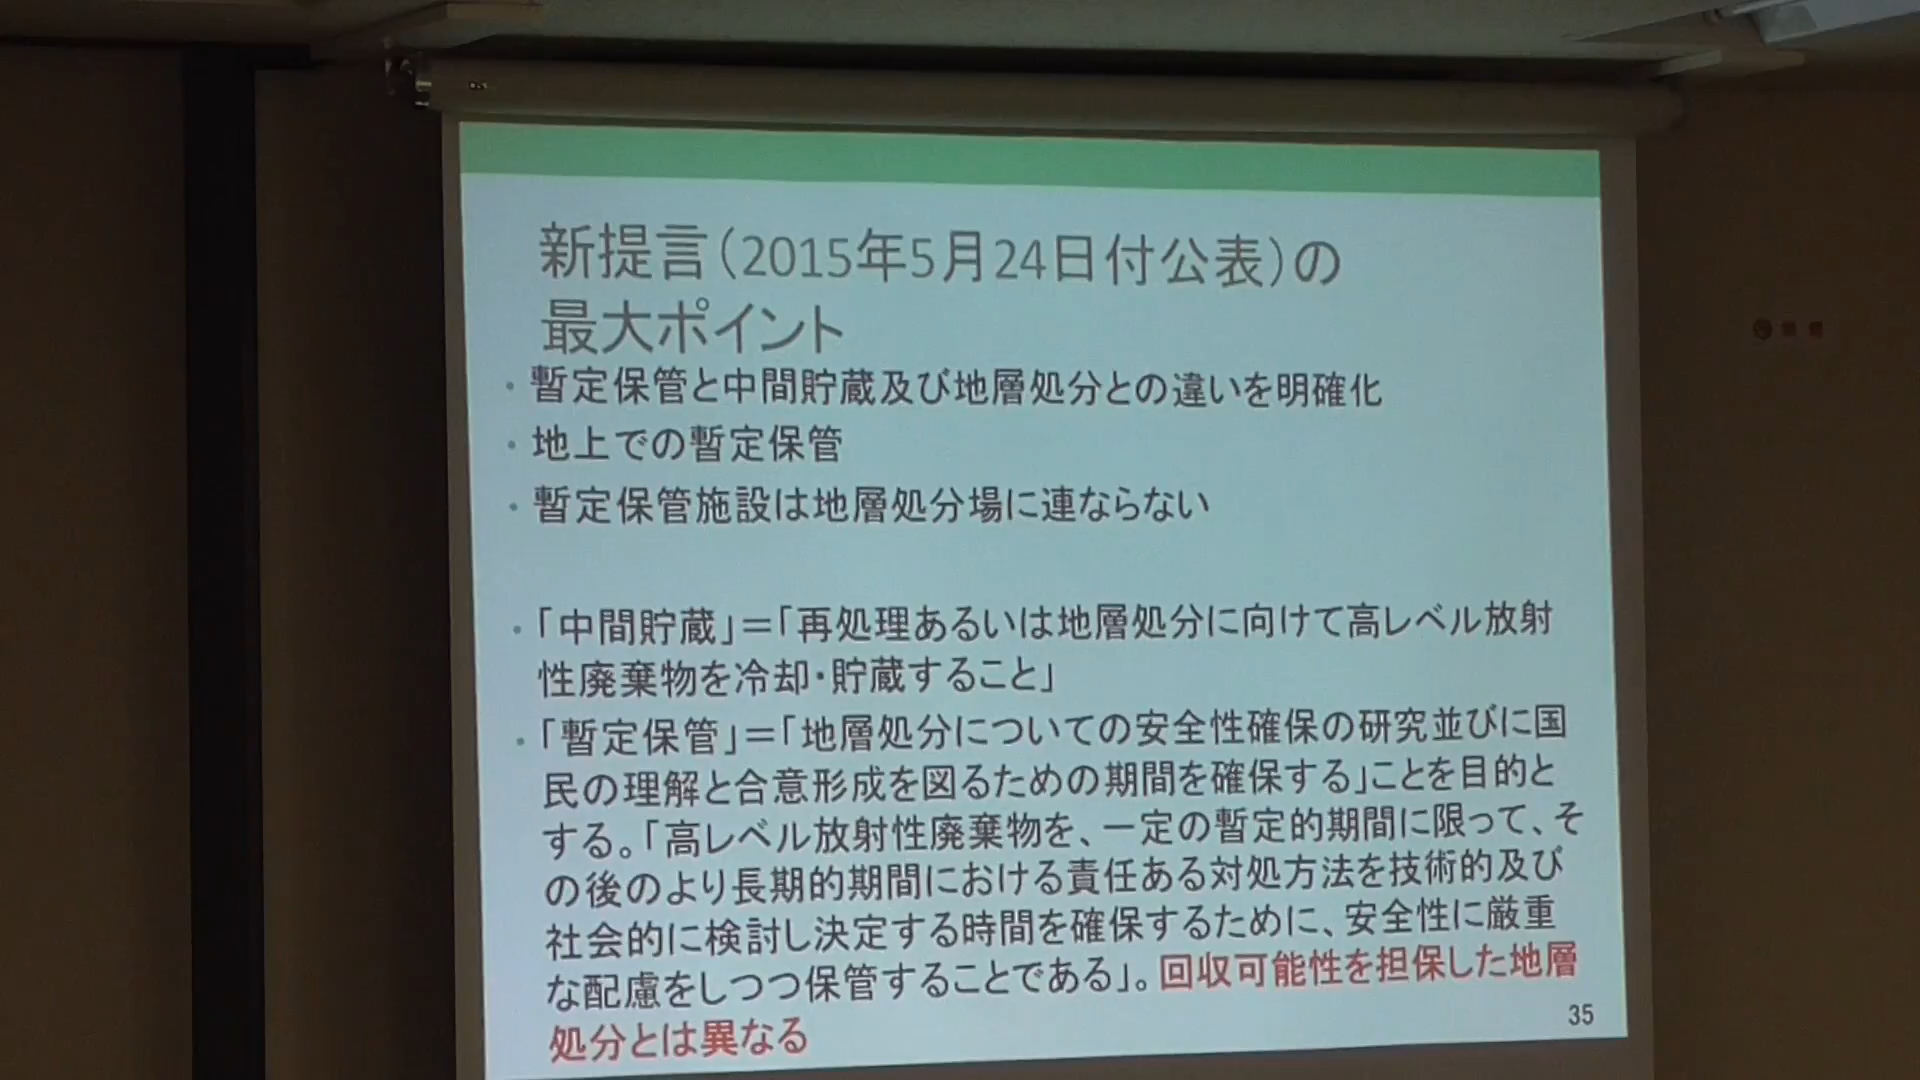 新提言(2015年5月24日付公表)の
最大ポイント
・暫定保管と中間貯蔵及び地層処分との違いを明確化
・地上での暫定保管
・暫定保管施設は地層処分場に連ならない
・「中間貯蔵」=「再処理あるいは地層処分に向けて高レベル放射
性廃棄物を冷却・貯蔵すること」
・「暫定保管」=「地層処分についての安全性確保の研究並びに国
民の理解と合意形成を図るための期間を確保する」ことを目的と
する。「高レベル放射性廃棄物を、一定の暫定的期間に限って、そ
の後のより長期的期間における責任ある対処方法を技術的及び
社会的に検討し決定する時間を確保するために、安全性に厳重
な配慮をしつつ保管することである」。回収可能性を担保した地層
処分とは異なる
35